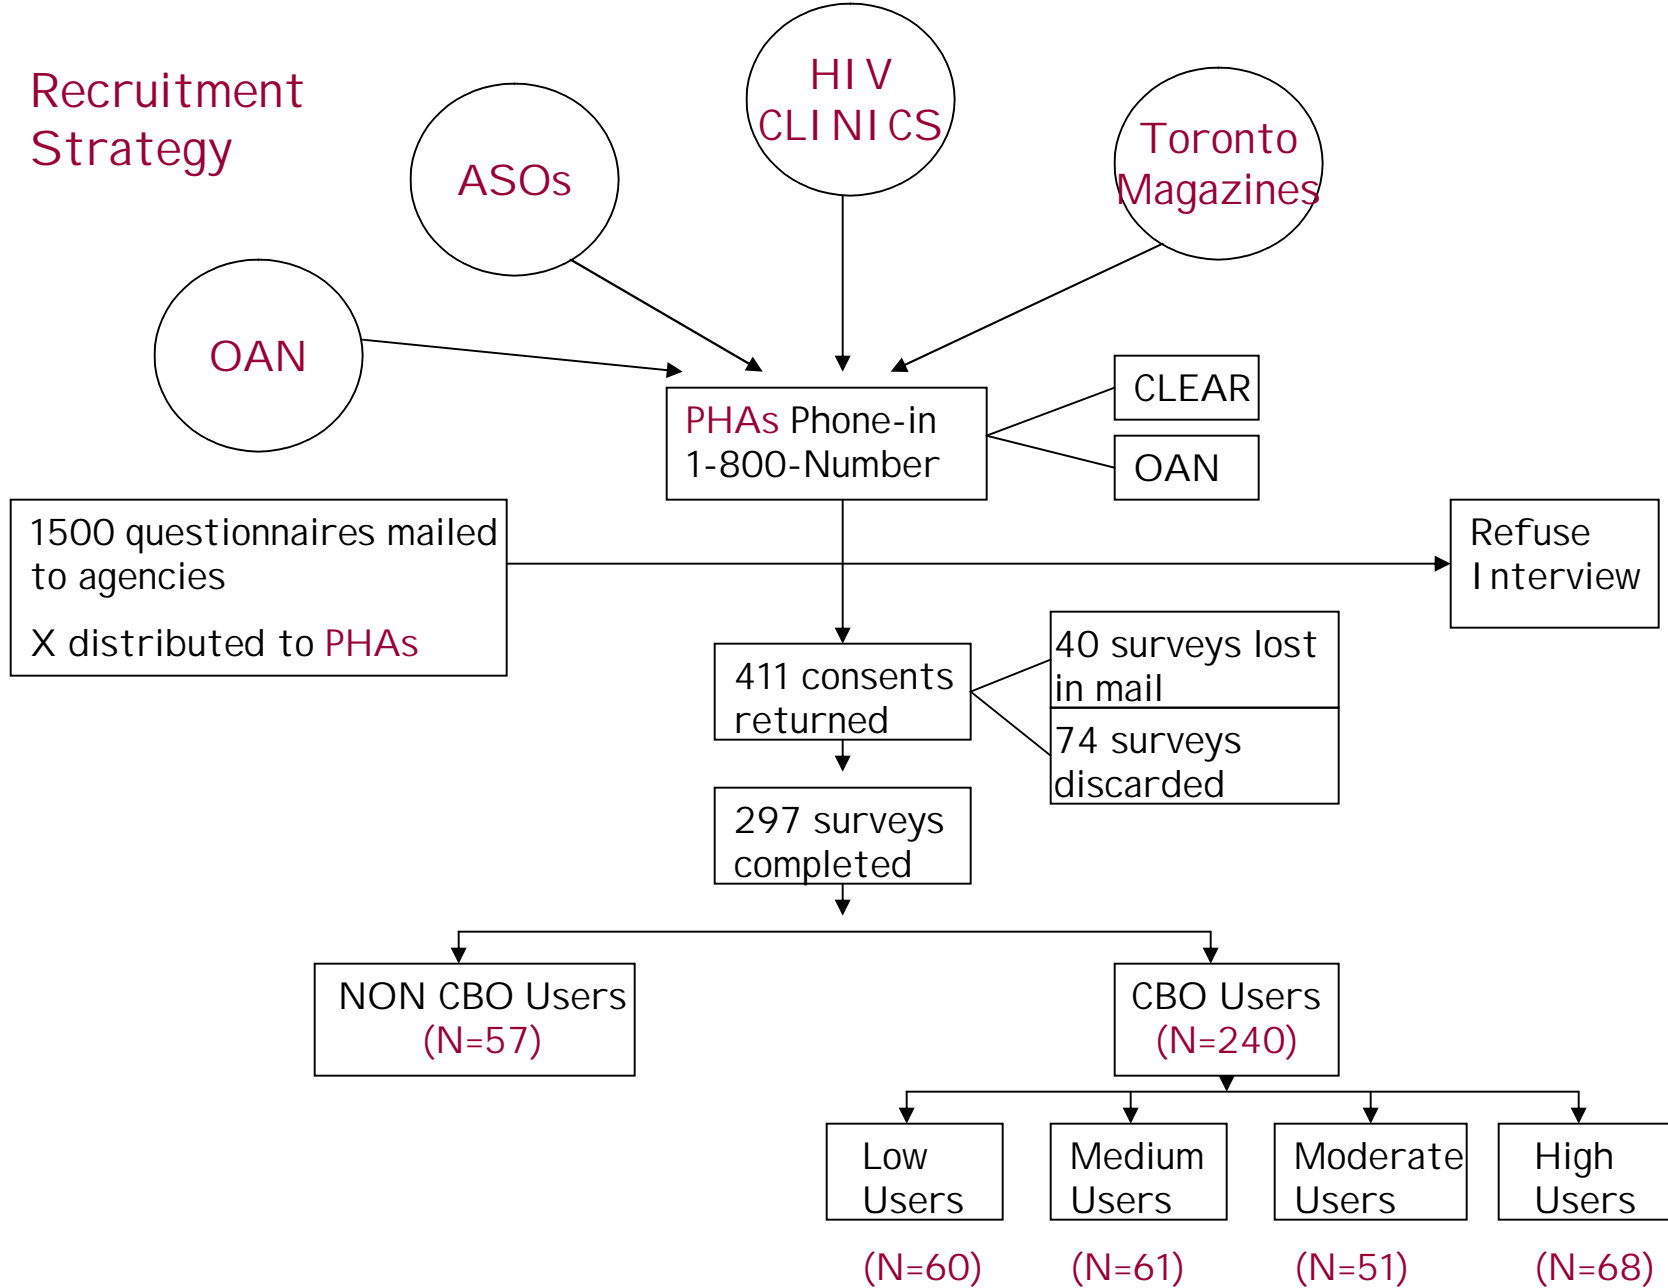 Recruitment
Strategy
HIV
CLINICS
ASOs
Toronto
Magazines
OAN
PHAs Phone-in
1-800-Number
CLEAR
OAN
1500 questionnaires mailed
to agencies
X distributed to PHAs
Refuse
Interview
411 consents
returned
40 surveys lost
in mail
74 surveys
discarded
297 surveys
completed
NON CBO Users
(N=57)
CBO Users
(N=240)
Low
Users
Medium
Users
Moderate
Users
High
Users
(N=60)
(N=61)
(N=51)
(N=68)